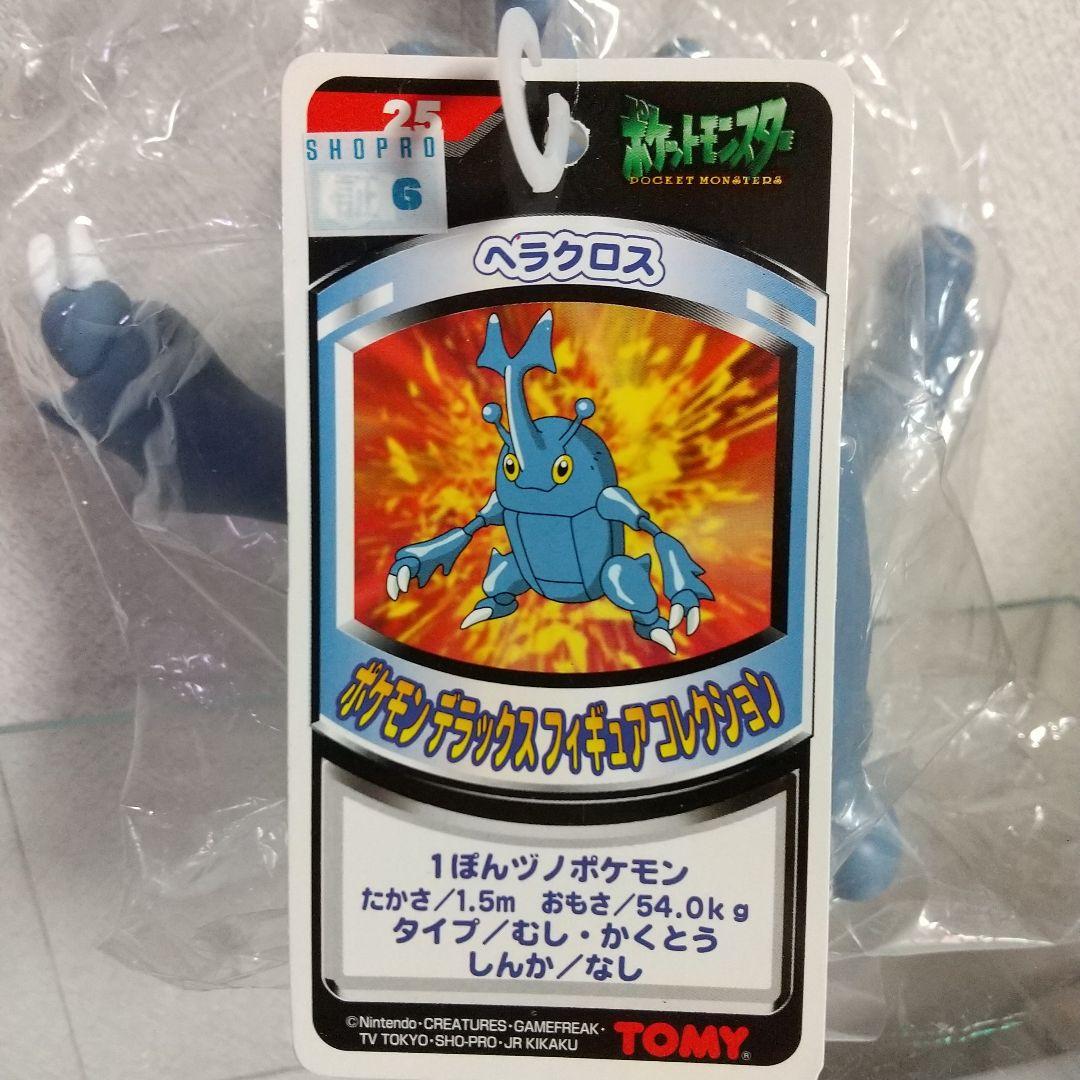 25
SHOPRO
G
ポケットモンスター
POCKET MONSTERS
ヘラクロス
ポケモン デラックス フィギュア コレクション
1ぽんヅノポケモン
たかさ/1.5m おもさ/54.0kg
タイプ/むし・かくとう
しんか/なし
©Nintendo・CREATURES・GAMEFREAK・
TV TOKYO・SHO-PRO・JR KIKAKU
TOMY®